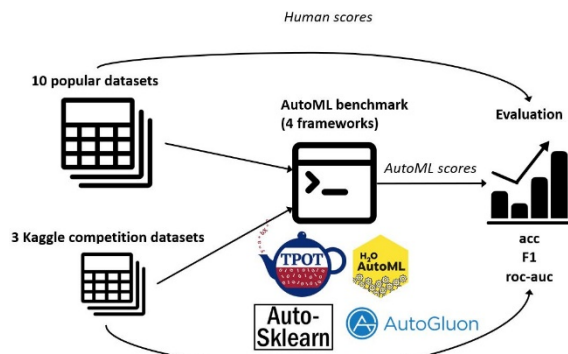 Human scores
10 popular datasets
AutoML benchmark
(4 frameworks)
Evaluation
AutoML scores
3 Kaggle competition datasets
TPOT
H2O
AutoML
acc
F1
roc-auc
Auto-
Sklearn
AutoGluon